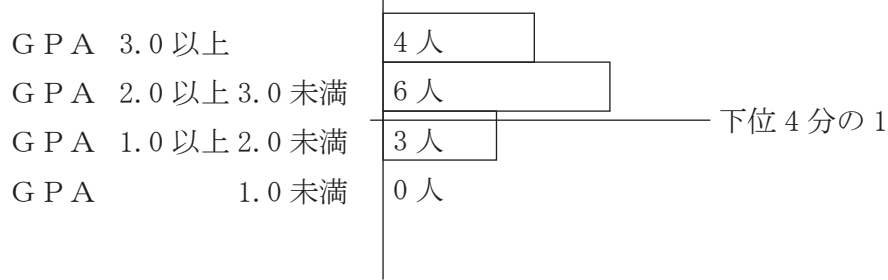 ＧＰＡ 3.0以上 4人
ＧＰＡ 2.0以上3.0未満 6人
下位4分の1
ＧＰＡ 1.0以上2.0未満 3人
ＧＰＡ 1.0未満 0人